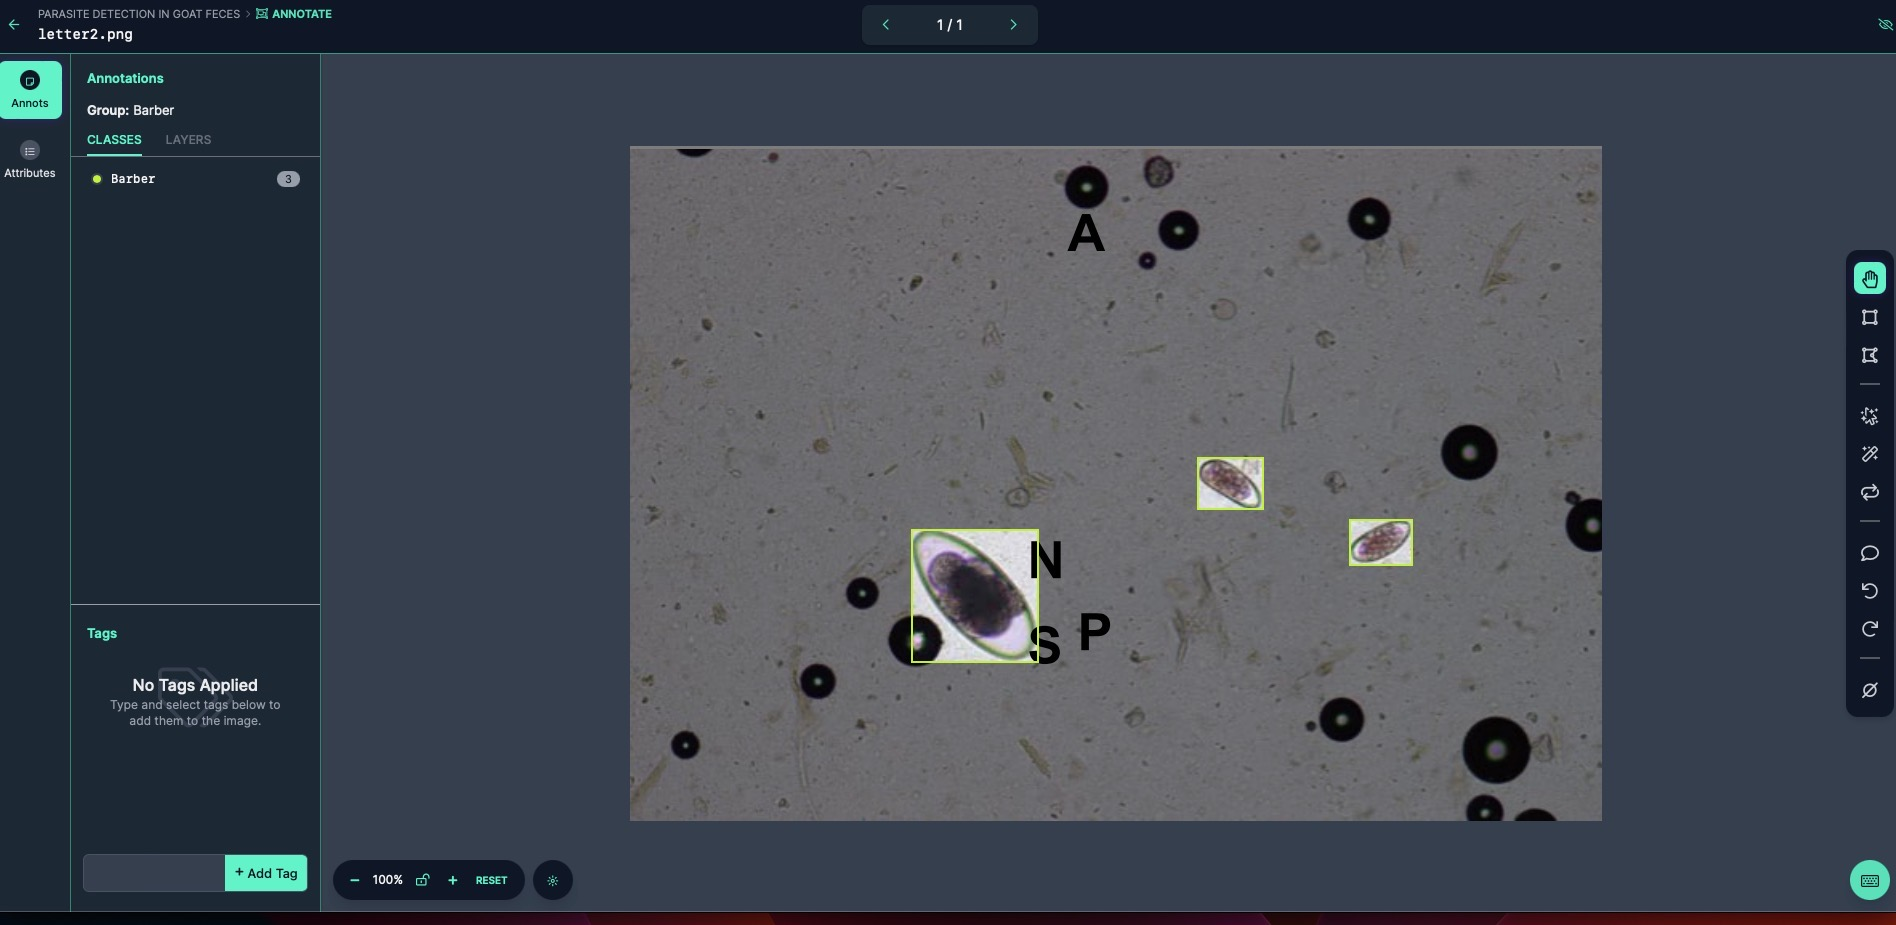 PARASITE DETECTION IN GOAT FECES > ANNOTATE
letter2.png
1 / 1
Annots
Attributes
Annotations
Group: Barber
CLASSES LAYERS
Barber 3
A
N
S P
Tags
No Tags Applied
Type and select tags below to
add them to the image.
+ Add Tag
− 100% + RESET